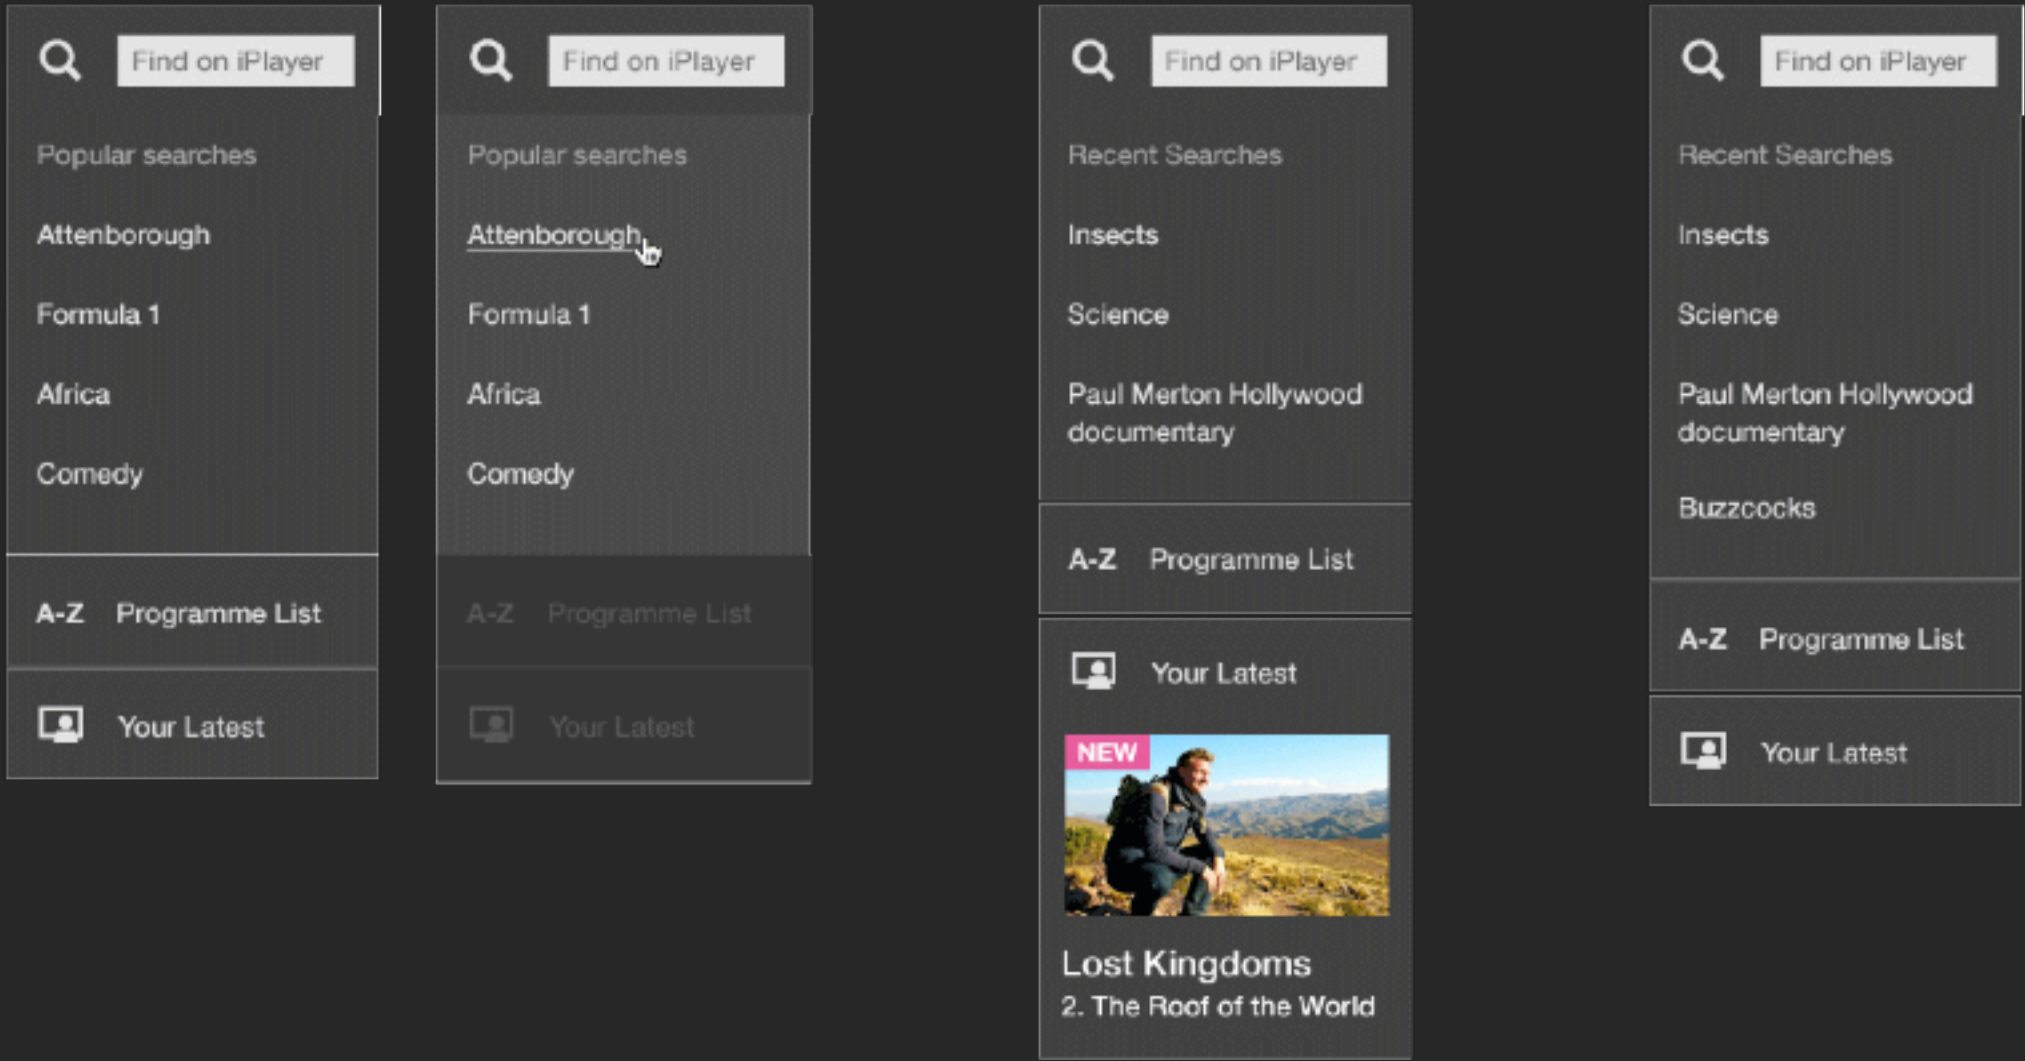 Find on iPlayer
Popular searches
Attenborough
Formula 1
Africa
Comedy
A-Z Programme List
Your Latest
Find on iPlayer
Popular searches
Attenborough
Formula 1
Africa
Comedy
A-Z Programme List
Your Latest
Find on iPlayer
Recent Searches
Insects
Science
Paul Merton Hollywood
documentary
A-Z Programme List
Your Latest
NEW
Lost Kingdoms
2. The Roof of the World
Find on iPlayer
Recent Searches
Insects
Science
Paul Merton Hollywood
documentary
Buzzcocks
A-Z Programme List
Your Latest